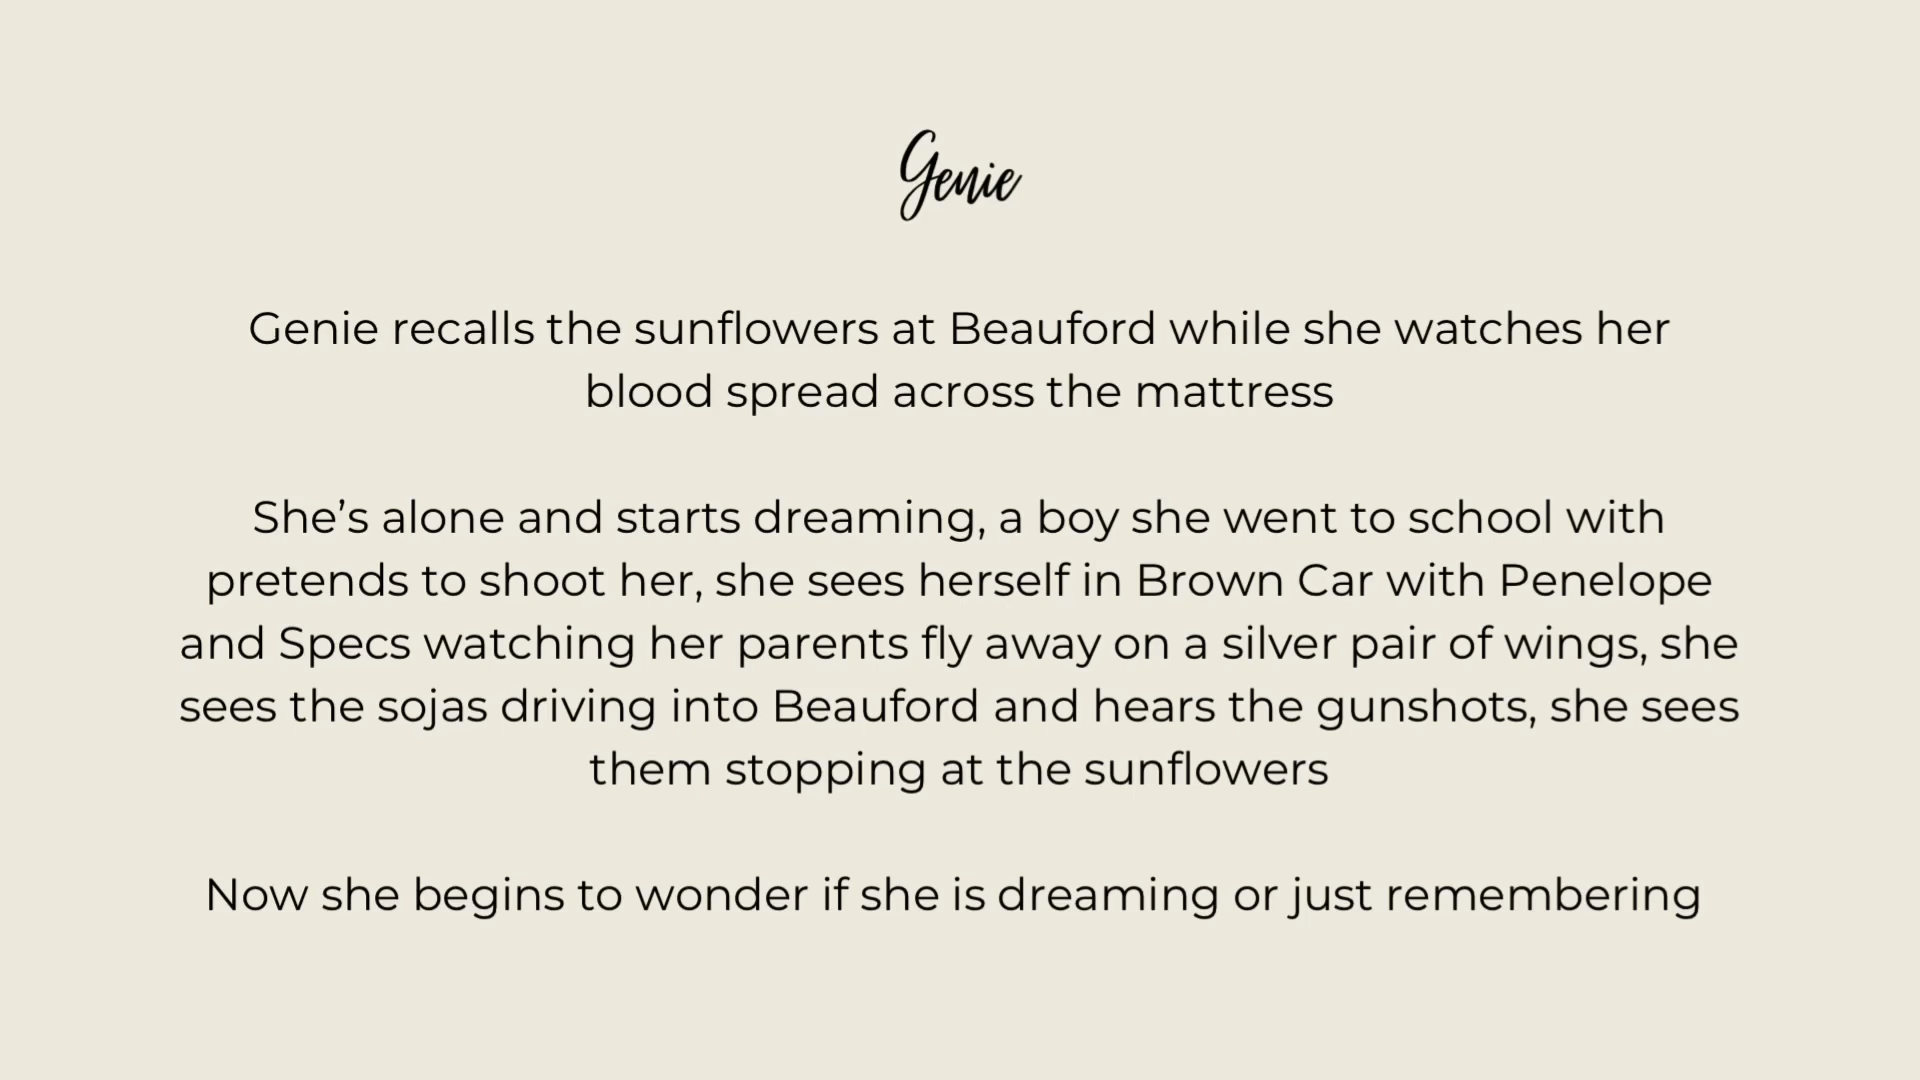 Genie
Genie recalls the sunflowers at Beauford while she watches her
blood spread across the mattress
She’s alone and starts dreaming, a boy she went to school with
pretends to shoot her, she sees herself in Brown Car with Penelope
and Specs watching her parents fly away on a silver pair of wings, she
sees the sojas driving into Beauford and hears the gunshots, she sees
them stopping at the sunflowers
Now she begins to wonder if she is dreaming or just remembering